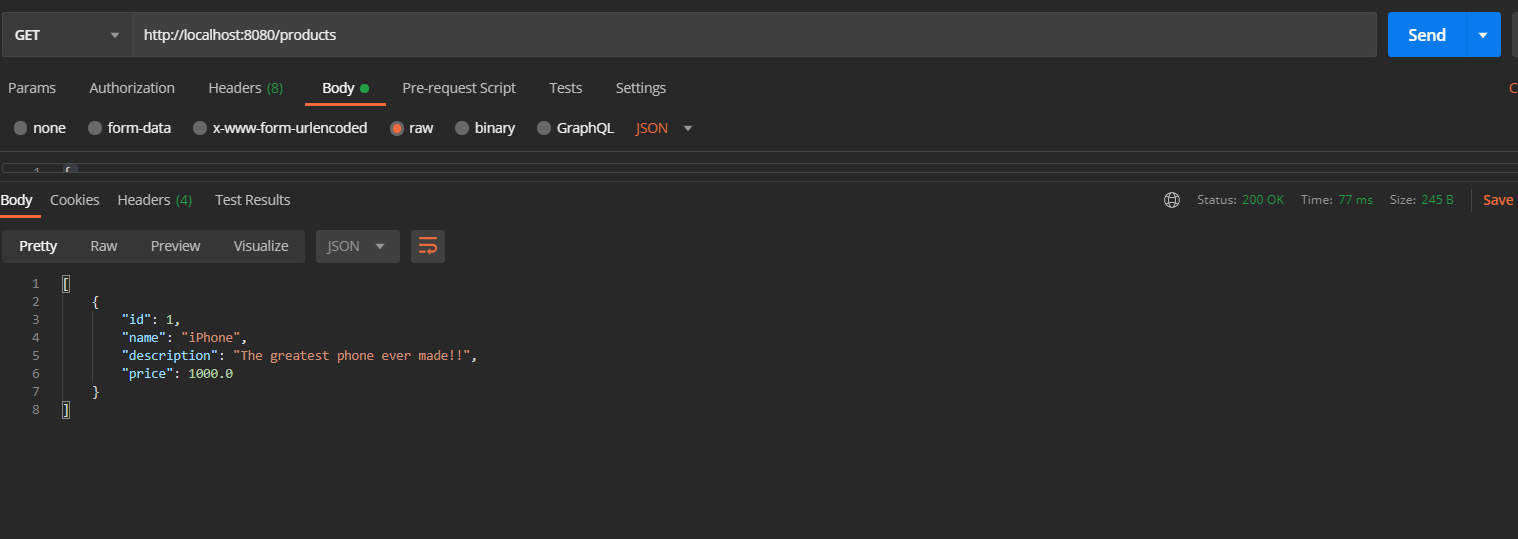 GET http://localhost:8080/products Send
Params Authorization Headers (8) Body Pre-request Script Tests Settings
none form-data x-www-form-urlencoded raw binary GraphQL JSON
1 {
Body Cookies Headers (4) Test Results Status: 200 OK Time: 77 ms Size: 245 B Save
Pretty Raw Preview Visualize JSON
1 [
2 {
3 "id": 1,
4 "name": "iPhone",
5 "description": "The greatest phone ever made!!",
6 "price": 1000.0
7 }
8 ]